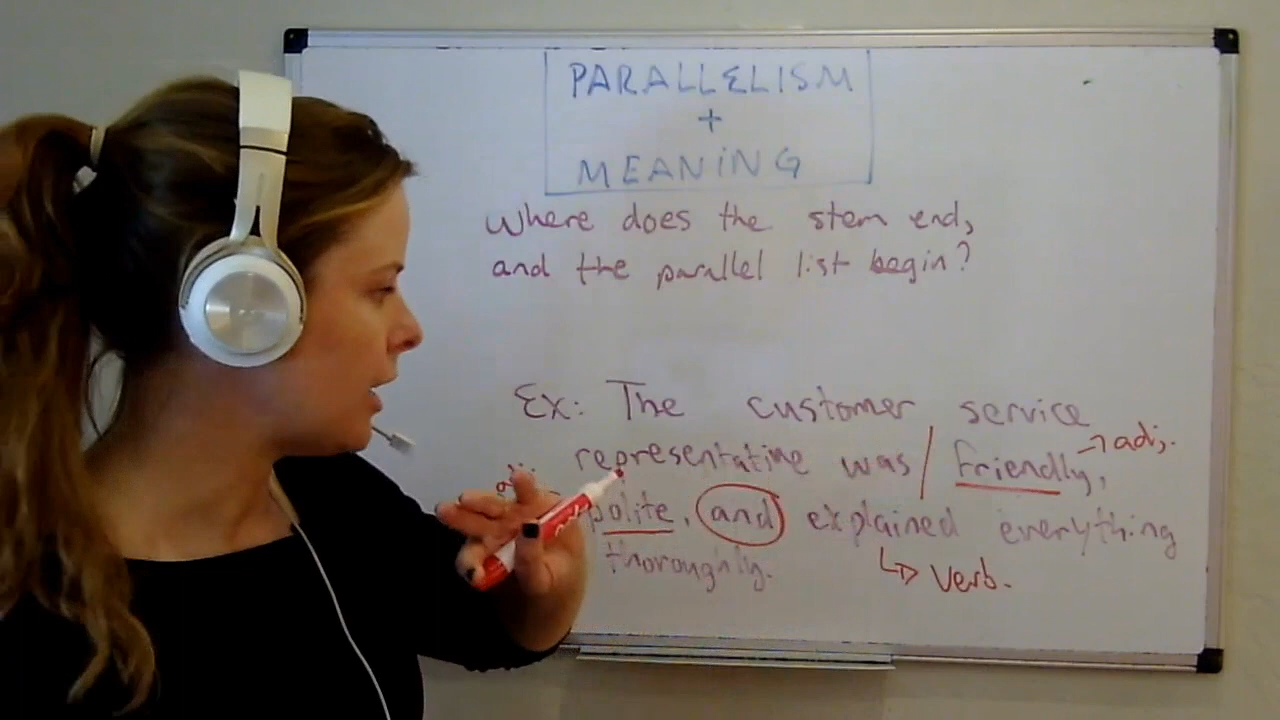 PARALLELISM
+
MEANING
Where does the stem end,
and the parallel list begin?
Ex: The customer service
representative was / friendly, → adj.
polite, and explained everything
thoroughly. ↳ verb.